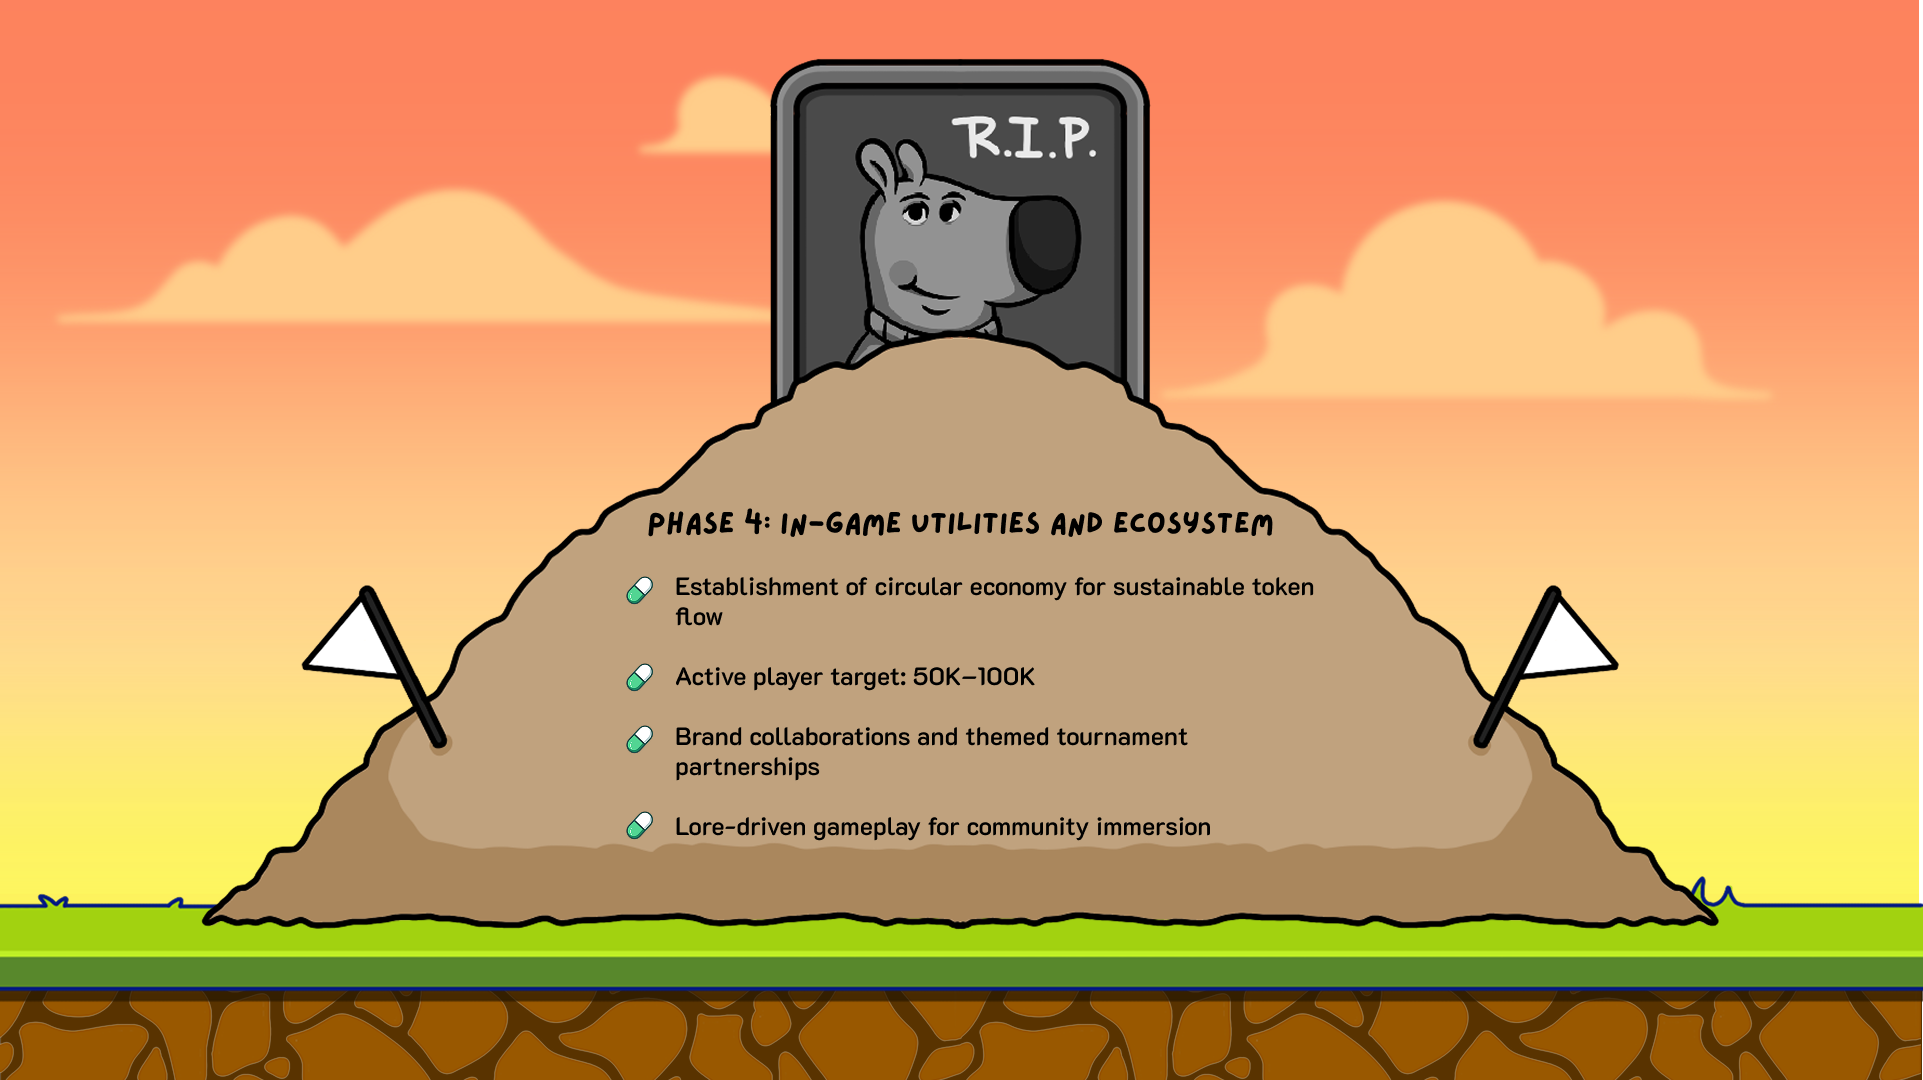 R.I.P.
PHASE 4: IN-GAME UTILITIES AND ECOSYSTEM
Establishment of circular economy for sustainable token
flow
Active player target: 50K–100K
Brand collaborations and themed tournament
partnerships
Lore-driven gameplay for community immersion